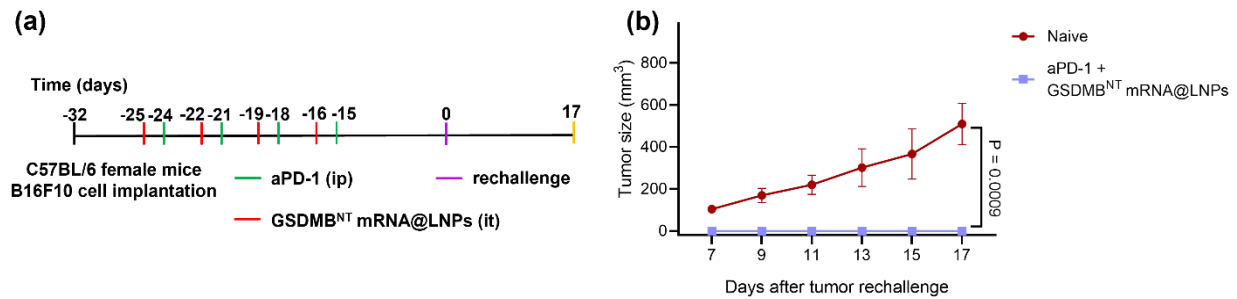 (a)
Time (days)
-32 -25 -24 -22 -21 -19 -18 -16 -15 0 17
C57BL/6 female mice
B16F10 cell implantation
aPD-1 (ip)
rechallenge
GSDMBᴺᵀ mRNA@LNPs (it)
(b)
Tumor size (mm³)
800
600
400
200
0
7 9 11 13 15 17
Days after tumor rechallenge
P = 0.0009
Naive
aPD-1 +
GSDMBᴺᵀ mRNA@LNPs